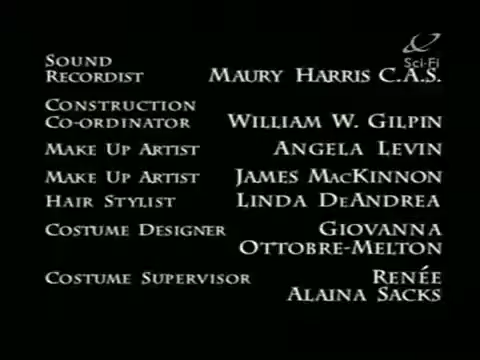 Sci-Fi
SOUND
RECORDIST MAURY HARRIS C.A.S.
CONSTRUCTION
CO-ORDINATOR WILLIAM W. GILPIN
MAKE UP ARTIST ANGELA LEVIN
MAKE UP ARTIST JAMES MACKINNON
HAIR STYLIST LINDA DEANDREA
COSTUME DESIGNER GIOVANNA
OTTOBRE-MELTON
COSTUME SUPERVISOR RENÉE
ALAINA SACKS